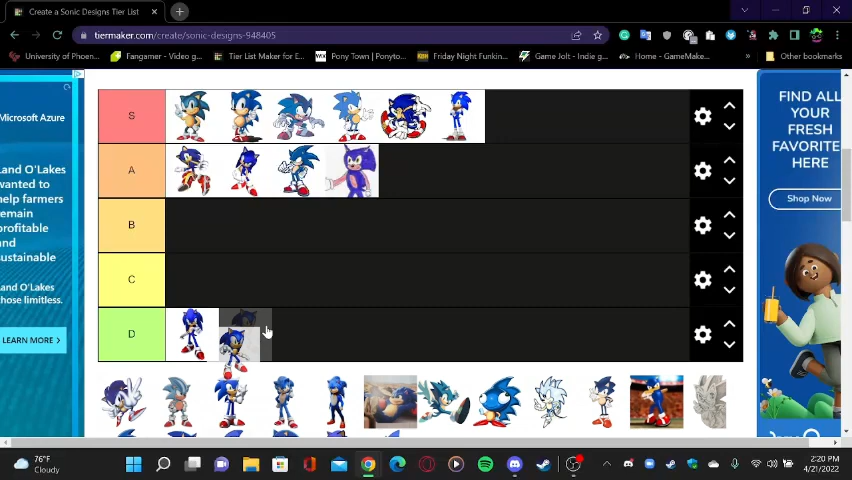 Create a Sonic Designs Tier List
tiermaker.com/create/sonic-designs-948405
University of Phoen...
Fangamer - Video g...
Tier List Maker for E...
Pony Town | Ponyto...
Friday Night Funkin...
Game Jolt - Indie g...
Home - GameMake...
Other bookmarks
Microsoft Azure
Land O'Lakes
wanted to
help farmers
remain
profitable
and
sustainable
Land O'Lakes
chose limitless.
LEARN MORE
S
A
B
C
D
FIND ALL
YOUR
FRESH
FAVORITE
HERE
Shop Now
76°F
Cloudy
2:20 PM
4/21/2022